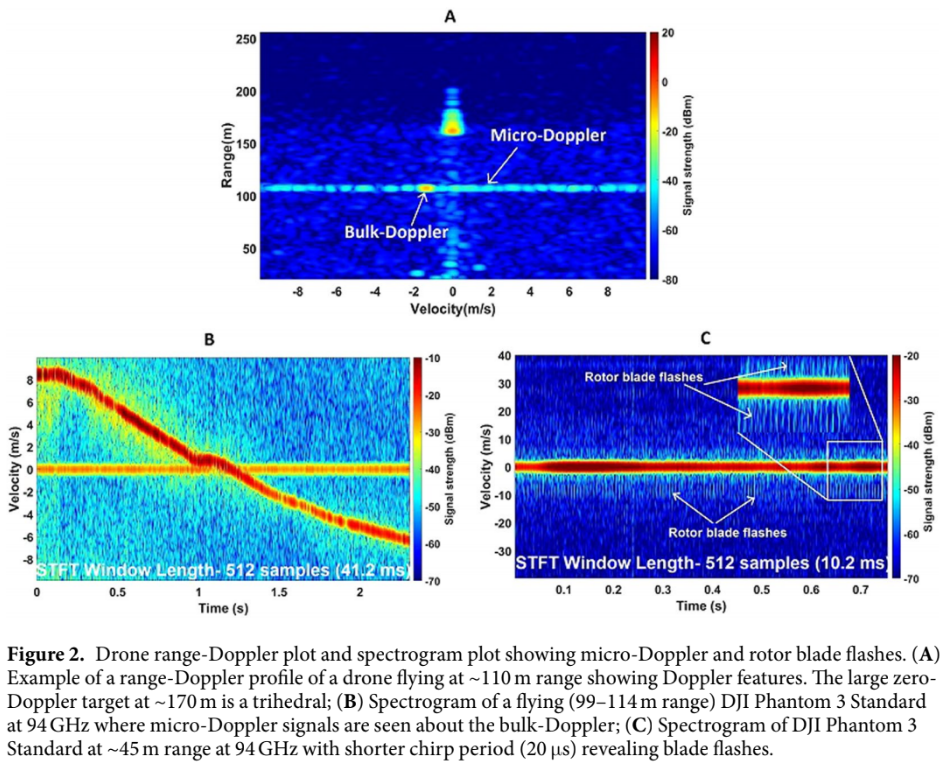 A
250
200
150
100
50
Range(m)
Micro-Doppler
Bulk-Doppler
-8 -6 -4 -2 0 2 4 6 8
Velocity(m/s)
20
0
-20
-40
-60
-80
Signal strength (dBm)
B
8
6
4
2
0
-2
-4
-6
-8
Velocity (m/s)
STFT Window Length- 512 samples (41.2 ms)
0 0.5 1 1.5 2
Time (s)
-10
-20
-30
-40
-50
-60
-70
Signal strength (dBm)
C
40
30
20
10
0
-10
-20
-30
Velocity (m/s)
Rotor blade flashes
Rotor blade flashes
STFT Window Length- 512 samples (10.2 ms)
0.1 0.2 0.3 0.4 0.5 0.6 0.7
Time (s)
-20
-30
-40
-50
-60
-70
Signal strength (dBm)
Figure 2. Drone range-Doppler plot and spectrogram plot showing micro-Doppler and rotor blade flashes. (A)
Example of a range-Doppler profile of a drone flying at ~110 m range showing Doppler features. The large zero-
Doppler target at ~170 m is a trihedral; (B) Spectrogram of a flying (99–114 m range) DJI Phantom 3 Standard
at 94 GHz where micro-Doppler signals are seen about the bulk-Doppler; (C) Spectrogram of DJI Phantom 3
Standard at ~45 m range at 94 GHz with shorter chirp period (20 μs) revealing blade flashes.